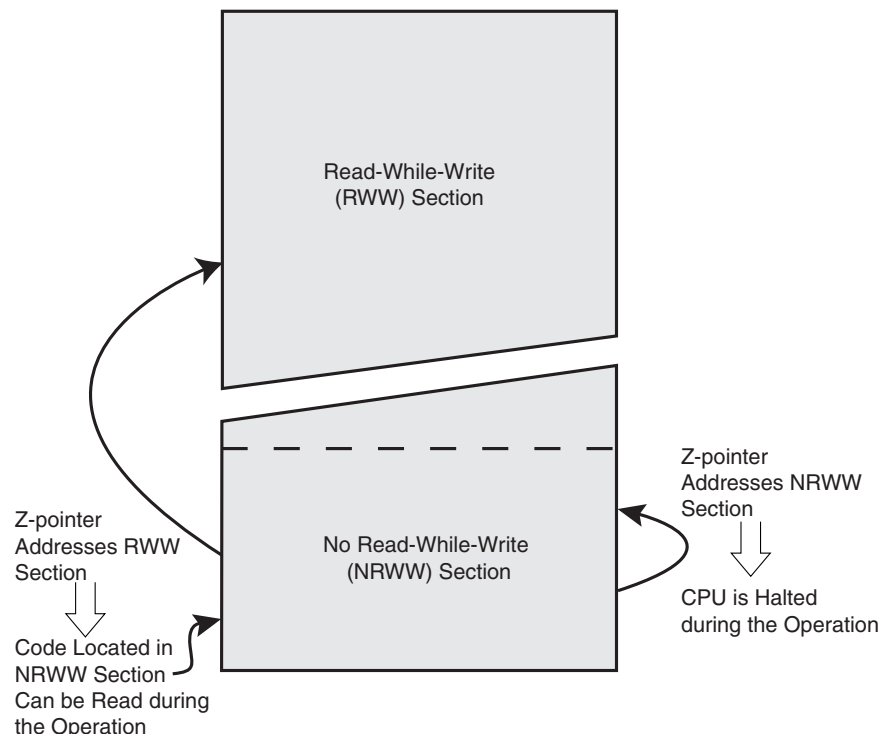 Read-While-Write
(RWW) Section
Z-pointer
Addresses NRWW
Section
Z-pointer
Addresses RWW
Section
No Read-While-Write
(NRWW) Section
CPU is Halted
during the Operation
Code Located in
NRWW Section
Can be Read during
the Operation